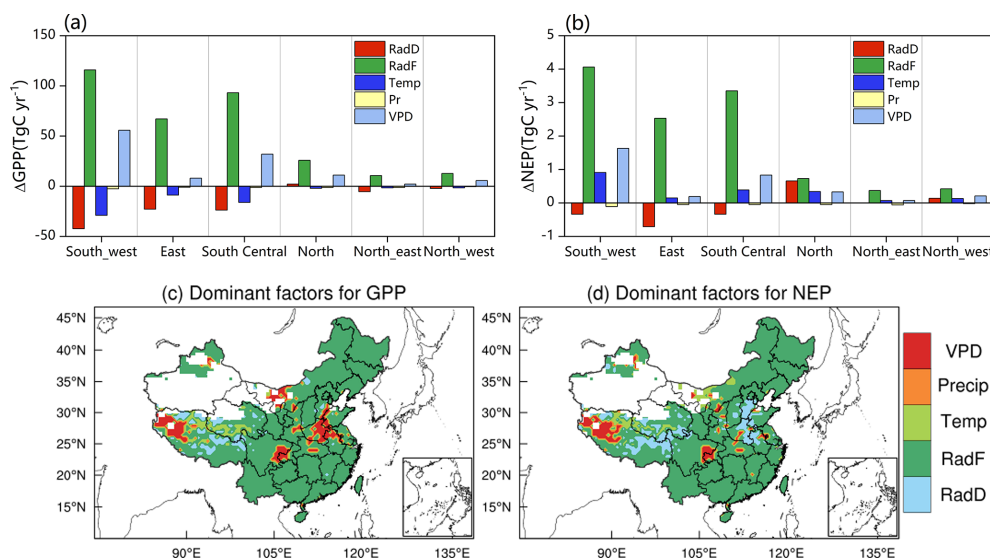 (a)
150
100
50
0
-50
ΔGPP(TgC yr⁻¹)
RadD
RadF
Temp
Pr
VPD
South_west East South Central North North_east North_west
(b)
5
4
3
2
1
0
-1
ΔNEP(TgC yr⁻¹)
RadD
RadF
Temp
Pr
VPD
South_west East South Central North North_east North_west
(c) Dominant factors for GPP
45°N
40°N
35°N
30°N
25°N
20°N
15°N
90°E 105°E 120°E 135°E
(d) Dominant factors for NEP
45°N
40°N
35°N
30°N
25°N
20°N
15°N
90°E 105°E 120°E 135°E
VPD
Precip
Temp
RadF
RadD